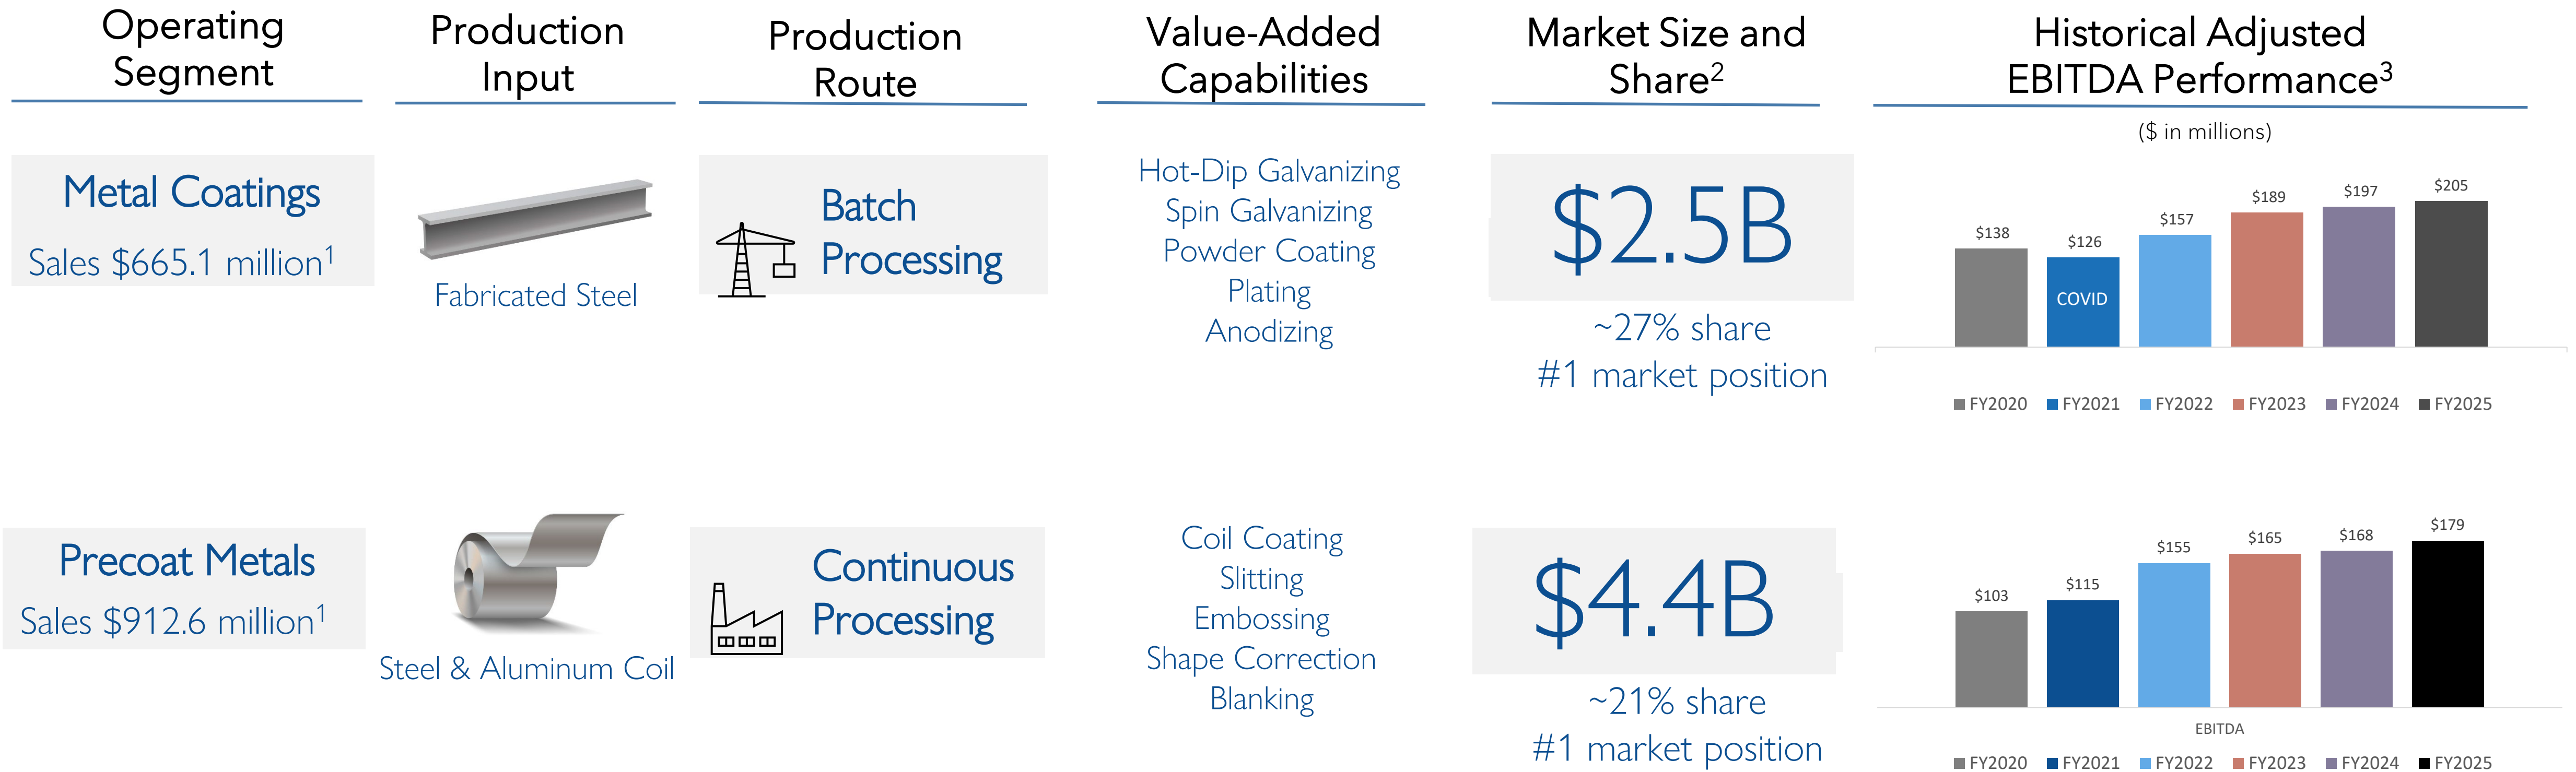 Operating
Segment
Production
Input
Production
Route
Value-Added
Capabilities
Market Size and
Share2
Historical Adjusted
EBITDA Performance3
($ in millions)
Metal Coatings
Sales $665.1 million1
Fabricated Steel
Batch
Processing
Hot-Dip Galvanizing
Spin Galvanizing
Powder Coating
Plating
Anodizing
$2.5B
~27% share
#1 market position
$138
$126
$157
$189
$197
$205
COVID
FY2020 FY2021 FY2022 FY2023 FY2024 FY2025
Precoat Metals
Sales $912.6 million1
Steel & Aluminum Coil
Continuous
Processing
Coil Coating
Slitting
Embossing
Shape Correction
Blanking
$4.4B
~21% share
#1 market position
$103
$115
$155
$165
$168
$179
EBITDA
FY2020 FY2021 FY2022 FY2023 FY2024 FY2025